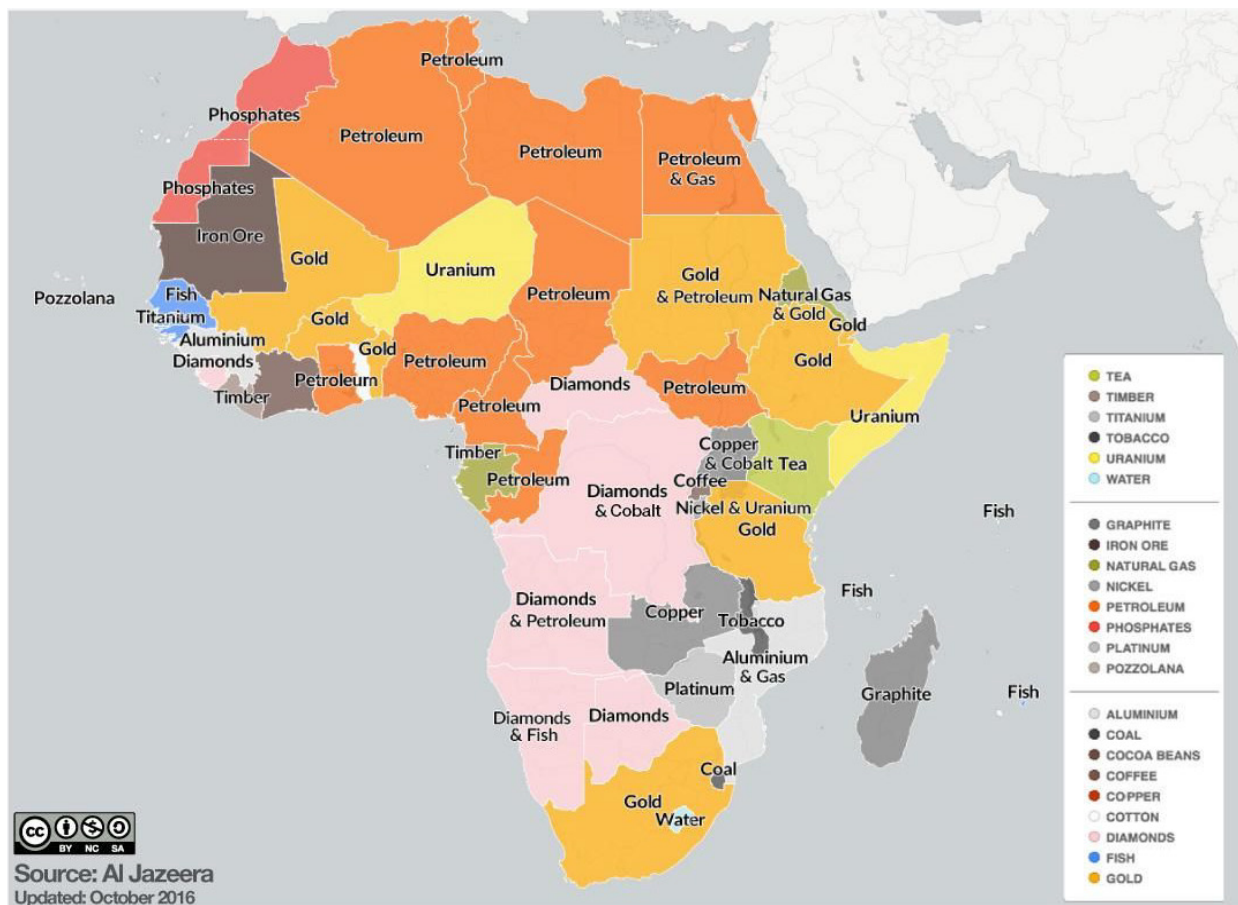 Petroleum
Phosphates
Petroleum
Petroleum
Petroleum
& Gas
Phosphates
Iron Ore
Gold
Uranium
Gold
& Petroleum
Petroleum
Natural Gas
& Gold
Pozzolana
Fish
Titanium
Gold
Gold
Aluminium
Diamonds
Gold
Petroleum
Gold
Timber
Petroleum
Diamonds
Petroleum
Petroleum
Uranium
Timber
Petroleum
Copper
& Cobalt
Tea
Coffee
Diamonds
& Cobalt
Nickel & Uranium
Gold
Fish
Fish
Diamonds
& Petroleum
Copper
Tobacco
Aluminium
& Gas
Platinum
Graphite
Fish
Diamonds
& Fish
Diamonds
Coal
Gold
Water
TEA
TIMBER
TITANIUM
TOBACCO
URANIUM
WATER
GRAPHITE
IRON ORE
NATURAL GAS
NICKEL
PETROLEUM
PHOSPHATES
PLATINUM
POZZOLANA
ALUMINIUM
COAL
COCOA BEANS
COFFEE
COPPER
COTTON
DIAMONDS
FISH
GOLD
cc
BY NC SA
Source: Al Jazeera
Updated: October 2016